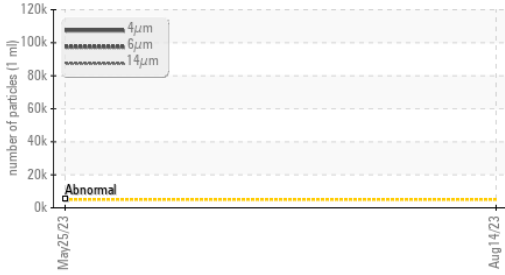 120k
100k
80k
60k
40k
20k
0k
number of particles (1 ml)
4µm
6µm
14µm
Abnormal
May25/23
Aug14/23